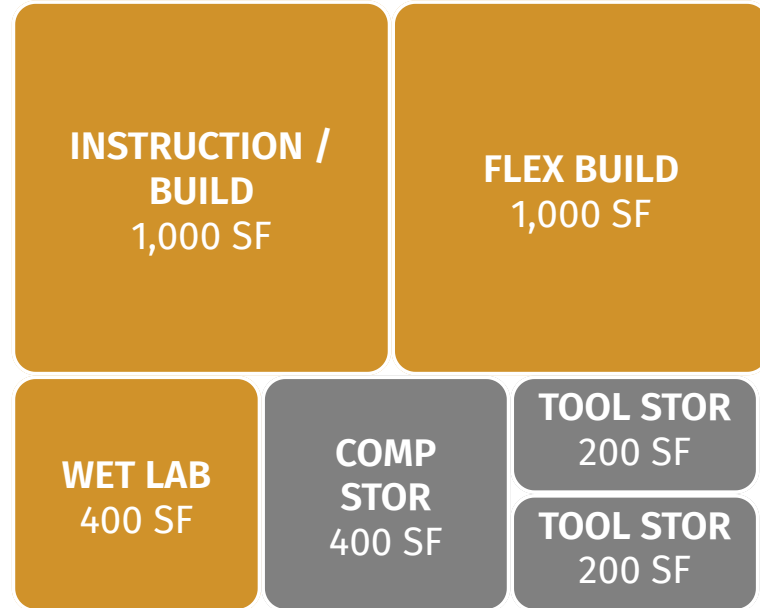 INSTRUCTION /
BUILD
1,000 SF
FLEX BUILD
1,000 SF
WET LAB
400 SF
COMP
STOR
400 SF
TOOL STOR
200 SF
TOOL STOR
200 SF